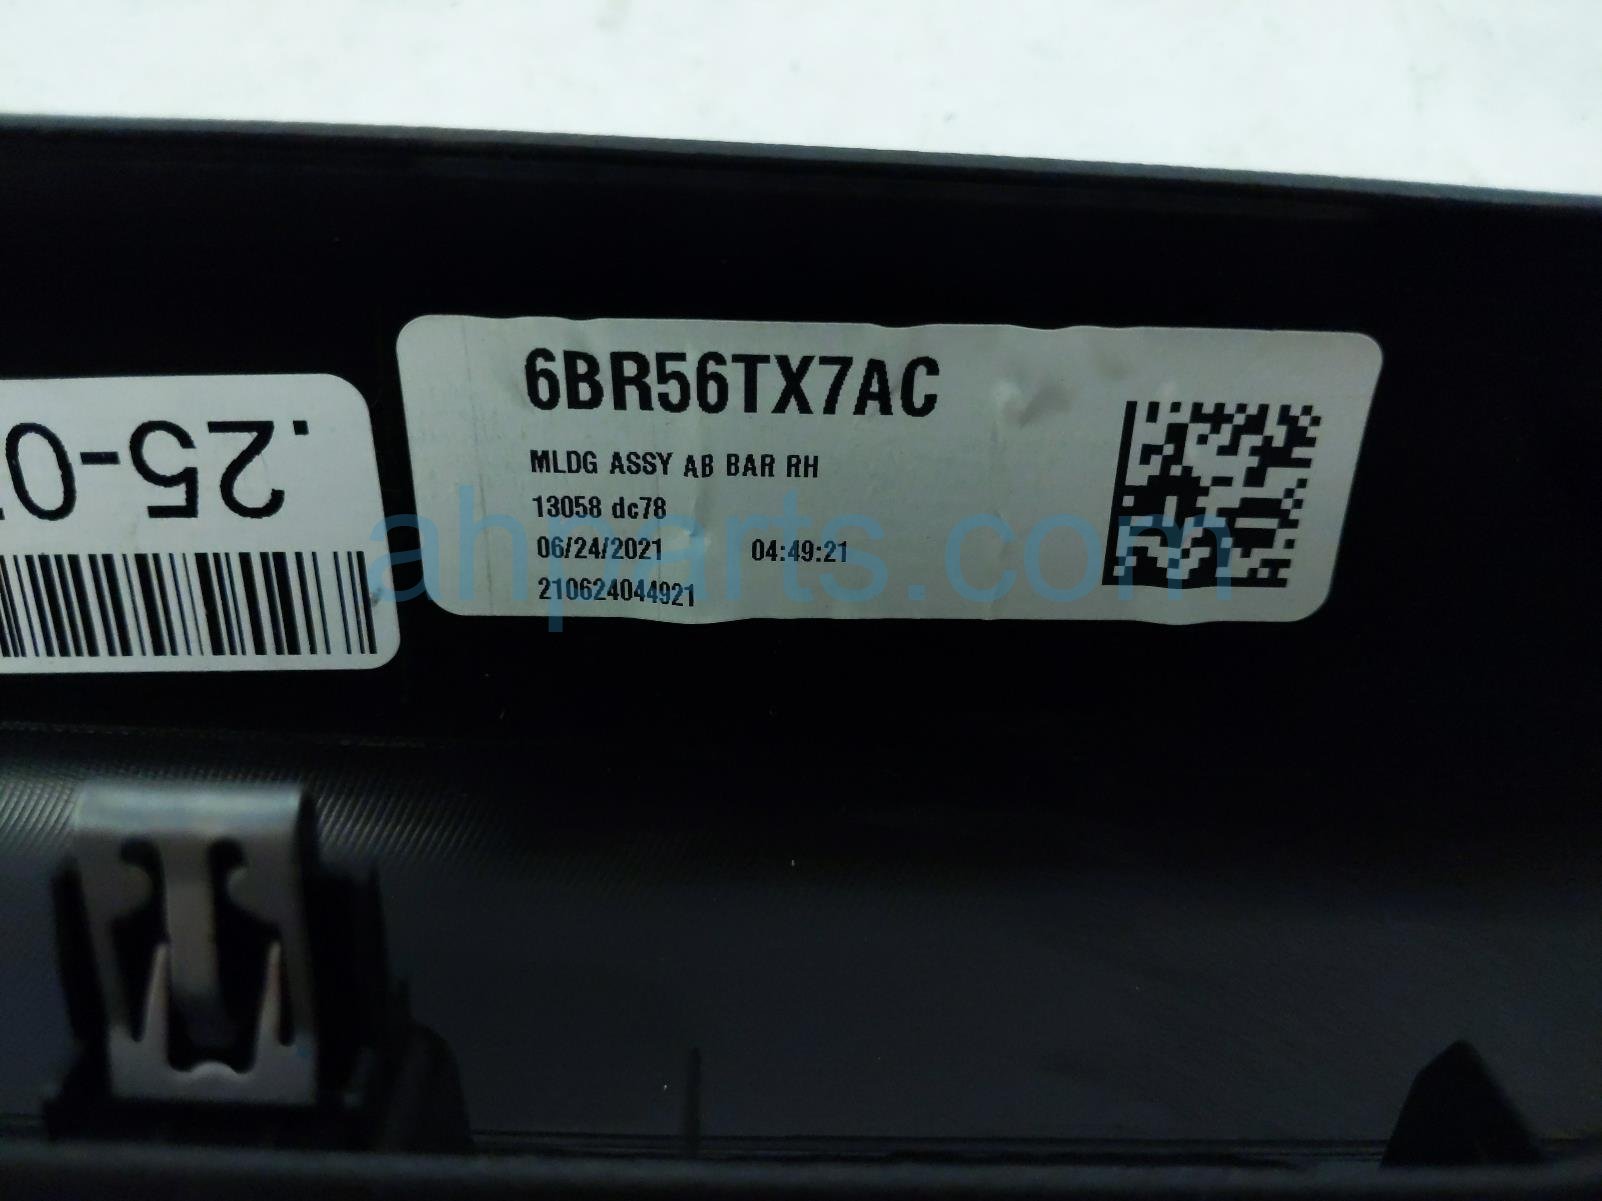 6BR56TX7AC
MLDG ASSY AB BAR RH
13058 dc78
06/24/2021 04:49:21
210624044921
.25-0
ahparts.com